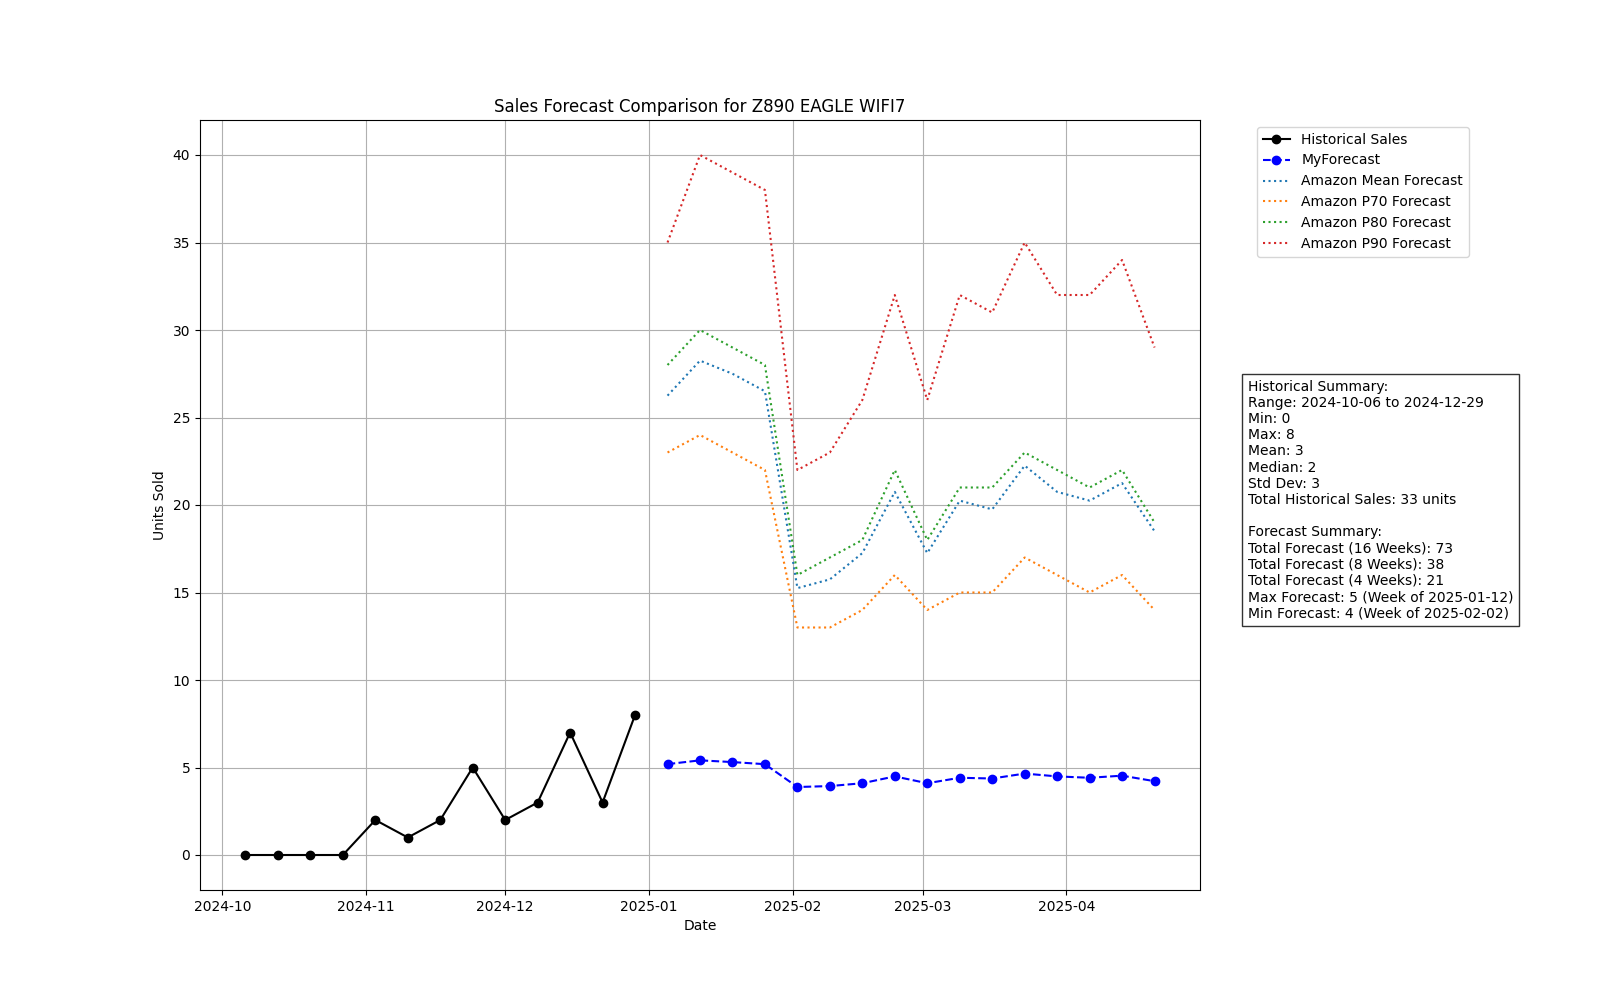 Sales Forecast Comparison for Z890 EAGLE WIFI7
Historical Sales
MyForecast
Amazon Mean Forecast
Amazon P70 Forecast
Amazon P80 Forecast
Amazon P90 Forecast
40
35
30
25
20
15
10
5
0
Units Sold
2024-10
2024-11
2024-12
2025-01
2025-02
2025-03
2025-04
Date
Historical Summary:
Range: 2024-10-06 to 2024-12-29
Min: 0
Max: 8
Mean: 3
Median: 2
Std Dev: 3
Total Historical Sales: 33 units
Forecast Summary:
Total Forecast (16 Weeks): 73
Total Forecast (8 Weeks): 38
Total Forecast (4 Weeks): 21
Max Forecast: 5 (Week of 2025-01-12)
Min Forecast: 4 (Week of 2025-02-02)